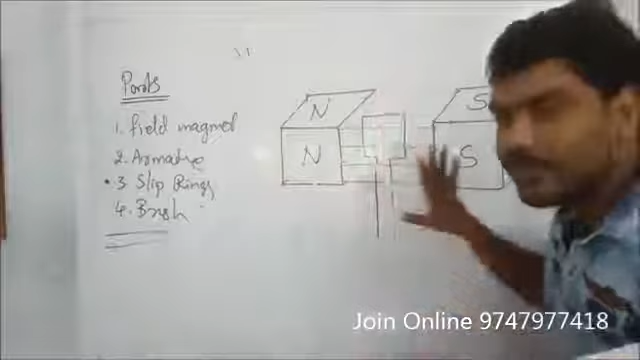 Parts
1. field magnet
2. Armature
3 Slip Rings
4. Brush
N
N
S
S
Join Online 9747977418